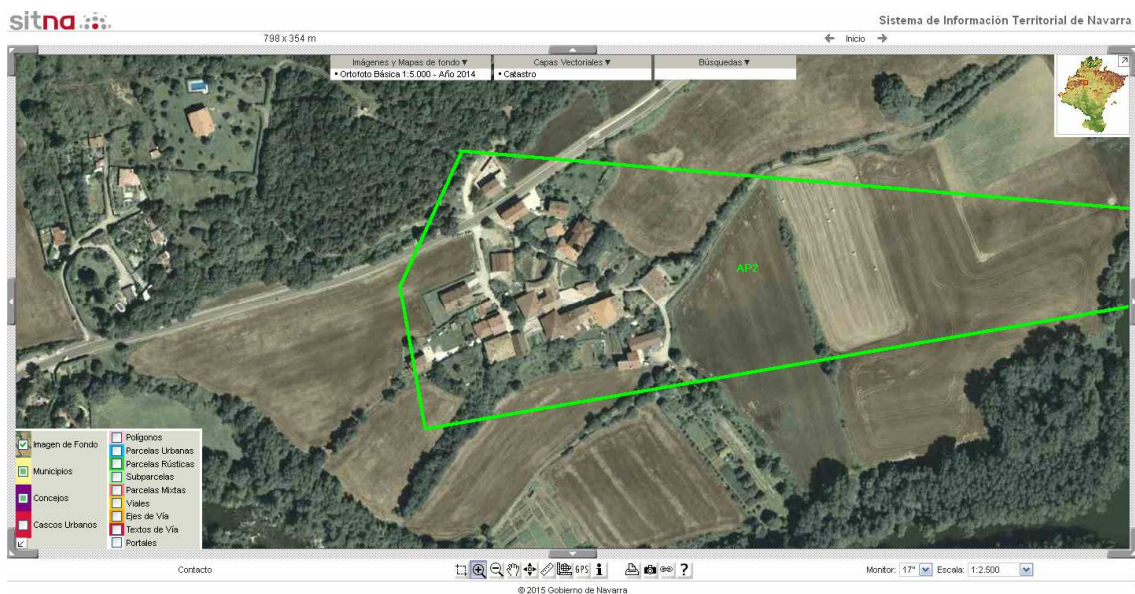 sitna
Sistema de Información Territorial de Navarra
798 x 354 m
Inicio
Imágenes y Mapas de fondo ▼
Capas Vectoriales ▼
Búsquedas ▼
• Ortofoto Básica 1:5.000 - Año 2014
• Catastro
AP2
Imagen de Fondo
Municipios
Concejos
Cascos Urbanos
Polígonos
Parcelas Urbanas
Parcelas Rústicas
Subparcelas
Parcelas Mixtas
Viales
Ejes de Vía
Textos de Vía
Portales
Contacto
GPS
i
?
Monitor: 17" Escala: 1:2.500
© 2015 Gobierno de Navarra